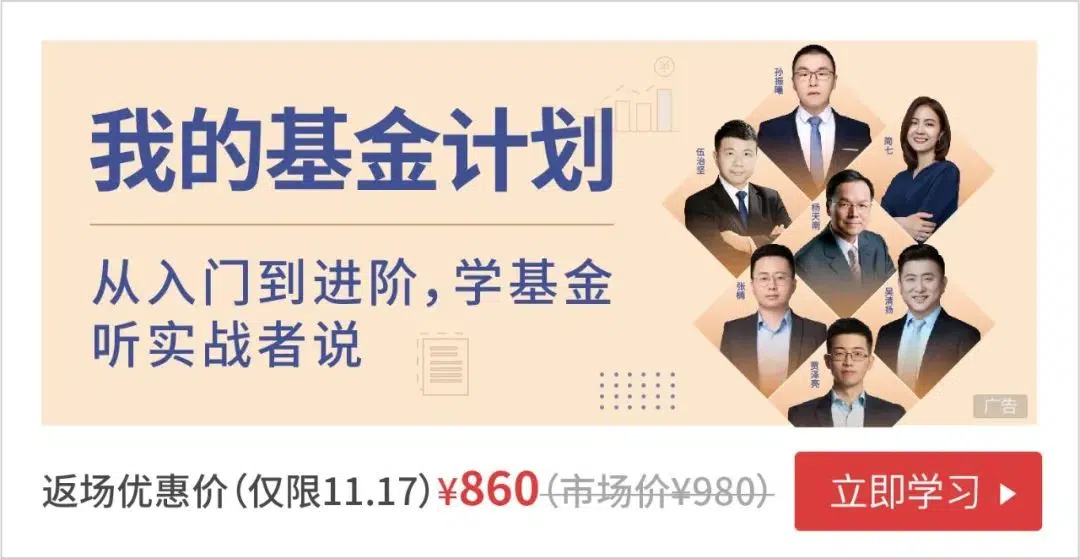 我的基金计划
从入门到进阶，学基金
听实战者说
孙振曦
伍治坚
简七
杨天南
张楠
吴清扬
贾泽亮
广告
返场优惠价（仅限11.17）¥860（市场价¥980）
立即学习